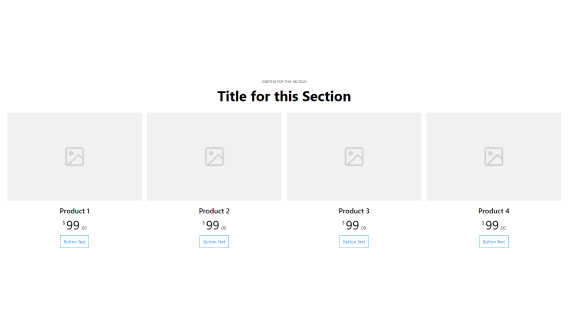 SUBTITLE FOR THIS SECTION
Title for this Section
Product 1
Product 2
Product 3
Product 4
$ 99 .00
$ 99 .00
$ 99 .00
$ 99 .00
Button Text
Button Text
Button Text
Button Text